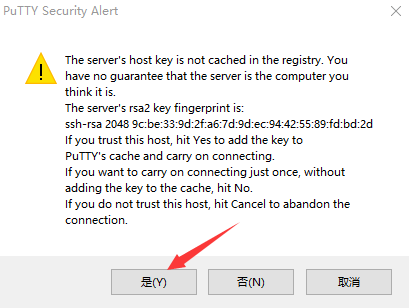 PuTTY Security Alert
The server's host key is not cached in the registry. You
have no guarantee that the server is the computer you
think it is.
The server's rsa2 key fingerprint is:
ssh-rsa 2048 9c:be:33:9d:2f:a6:7d:9d:ec:94:42:55:89:fd:bd:2d
If you trust this host, hit Yes to add the key to
PuTTY's cache and carry on connecting.
If you want to carry on connecting just once, without
adding the key to the cache, hit No.
If you do not trust this host, hit Cancel to abandon the
connection.
是(Y) 否(N) 取消